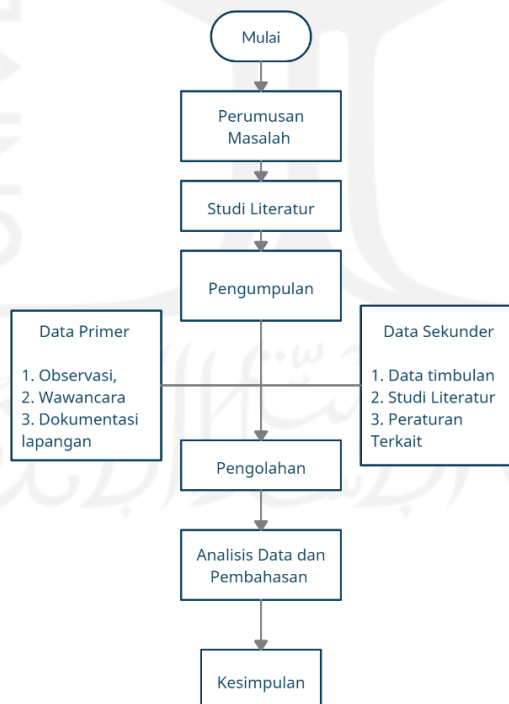 Mulai
Perumusan
Masalah
Studi Literatur
Pengumpulan
Data Primer
1. Observasi,
2. Wawancara
3. Dokumentasi
lapangan
Data Sekunder
1. Data timbulan
2. Studi Literatur
3. Peraturan
Terkait
Pengolahan
Analisis Data dan
Pembahasan
Kesimpulan